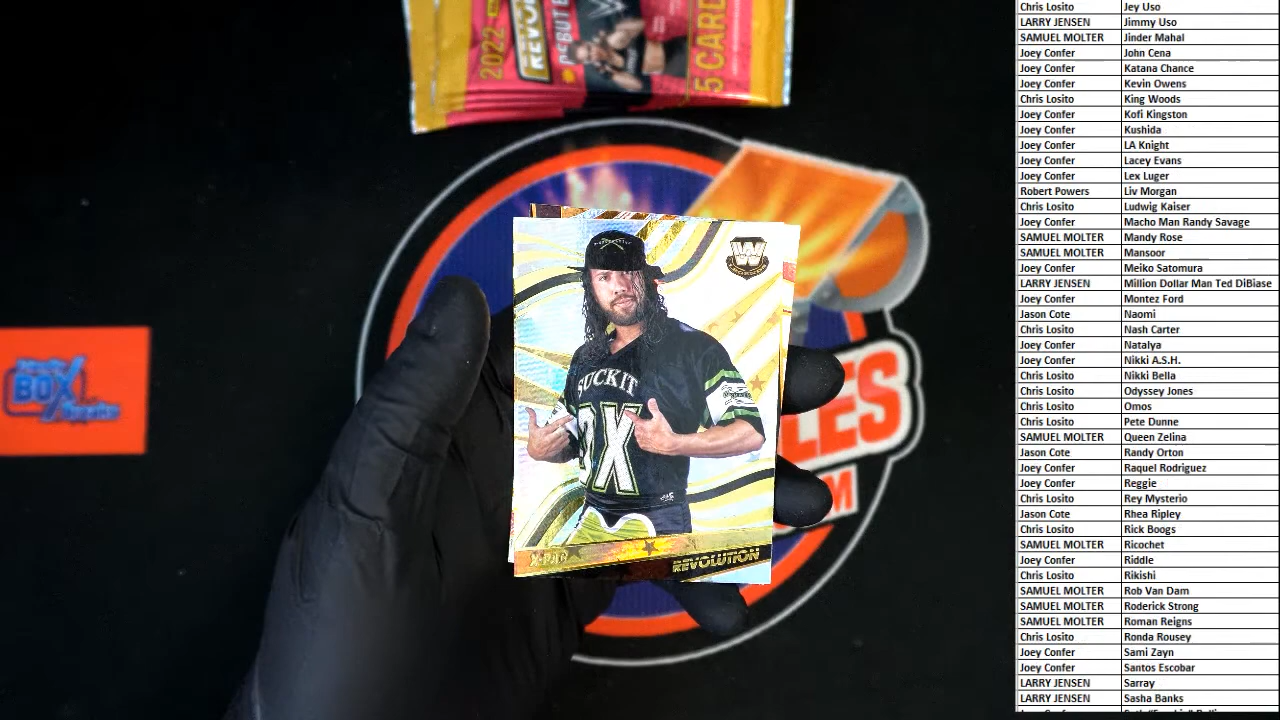 2022
REVOL
DEBUT E
5 CARD
Chris Losito Jey Uso
LARRY JENSEN Jimmy Uso
SAMUEL MOLTER Jinder Mahal
Joey Confer John Cena
Joey Confer Katana Chance
Joey Confer Kevin Owens
Chris Losito King Woods
Joey Confer Kofi Kingston
Joey Confer Kushida
Joey Confer LA Knight
Joey Confer Lacey Evans
Joey Confer Lex Luger
Robert Powers Liv Morgan
Chris Losito Ludwig Kaiser
Joey Confer Macho Man Randy Savage
SAMUEL MOLTER Mandy Rose
SAMUEL MOLTER Mansoor
Joey Confer Meiko Satomura
LARRY JENSEN Million Dollar Man Ted DiBiase
Joey Confer Montez Ford
Jason Cote Naomi
Chris Losito Nash Carter
Joey Confer Natalya
Joey Confer Nikki A.S.H.
Chris Losito Nikki Bella
Chris Losito Odyssey Jones
Chris Losito Omos
Chris Losito Pete Dunne
SAMUEL MOLTER Queen Zelina
Jason Cote Randy Orton
Joey Confer Raquel Rodriguez
Joey Confer Reggie
Chris Losito Rey Mysterio
Jason Cote Rhea Ripley
Chris Losito Rick Boogs
SAMUEL MOLTER Ricochet
Joey Confer Riddle
Chris Losito Rikishi
SAMUEL MOLTER Rob Van Dam
SAMUEL MOLTER Roderick Strong
SAMUEL MOLTER Roman Reigns
Chris Losito Ronda Rousey
Joey Confer Sami Zayn
Joey Confer Santos Escobar
LARRY JENSEN Sarray
LARRY JENSEN Sasha Banks
BOX
SUCKIT
DX
X-PAC
REVOLUTION
LES
M